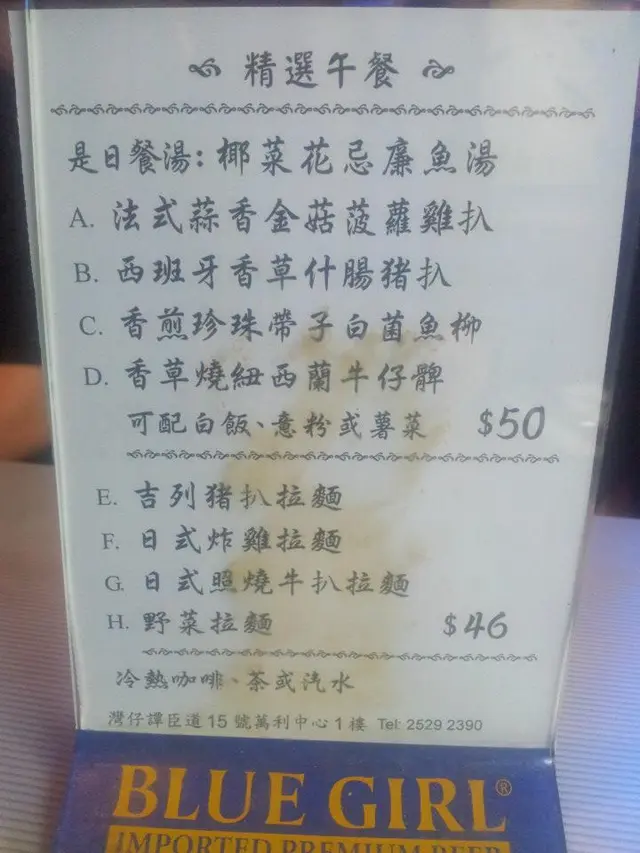 精選午餐
是日餐湯：椰菜花忌廉魚湯
A. 法式蒜香金菇菠蘿雞扒
B. 西班牙香草什腸猪扒
C. 香煎珍珠帶子白菌魚柳
D. 香草燒紐西蘭牛仔髀
可配白飯、意粉或薯菜 $50
E. 吉列猪扒拉麵
F. 日式炸雞拉麵
G. 日式照燒牛扒拉麵
H. 野菜拉麵 $46
冷熱咖啡、茶或汽水
灣仔譚臣道 15 號萬利中心 1 樓 Tel: 2529 2390
BLUE GIRL®
IMPORTED PREMIUM BEER